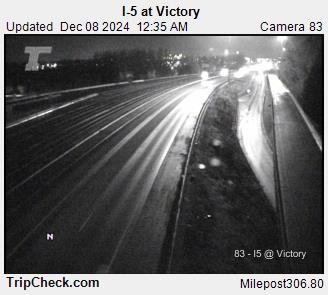 I-5 at Victory
Updated Dec 08 2024 12:35 AM Camera 83
N
83 - I5 @ Victory
TripCheck.com Milepost306.80